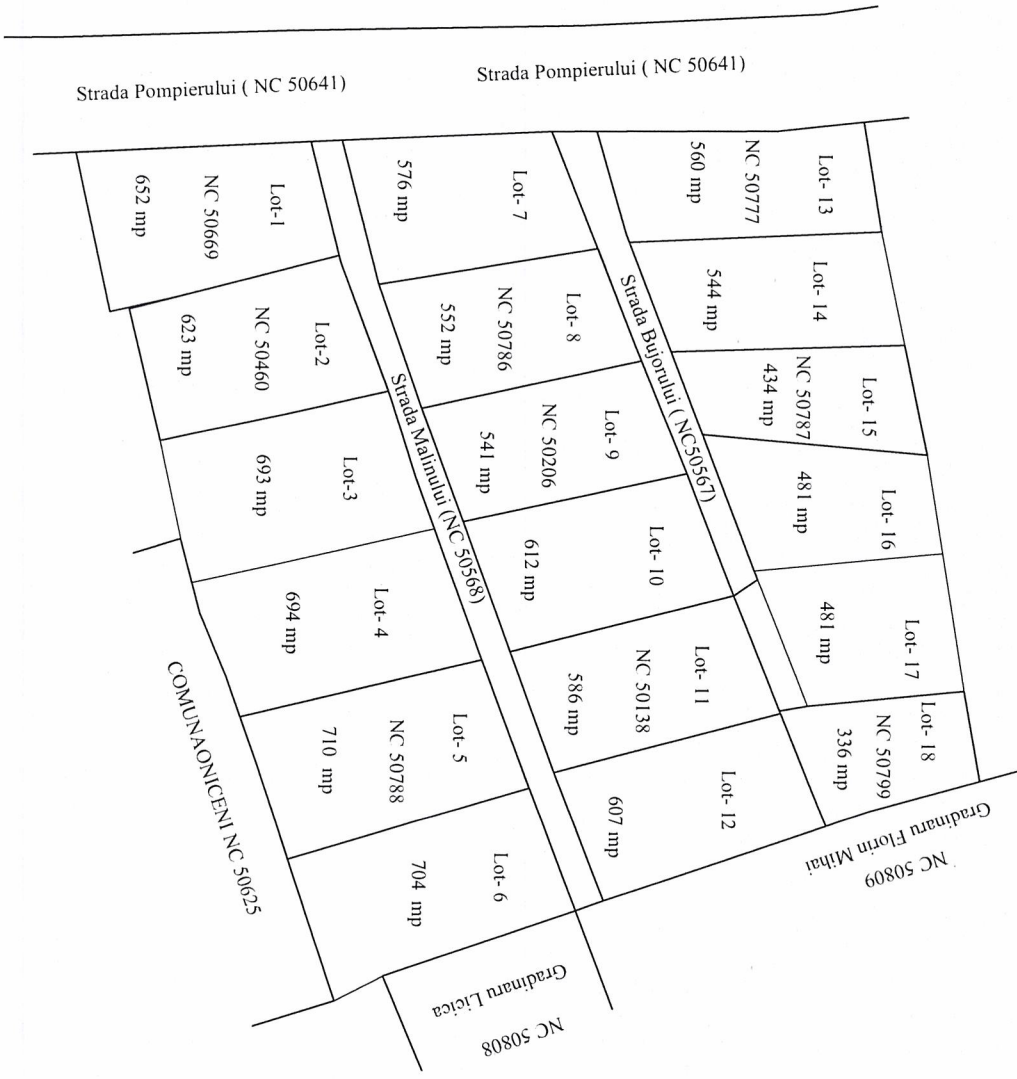 Strada Pompierului ( NC 50641)
Strada Pompierului ( NC 50641)
Lot-1
NC 50669
652 mp
Lot-2
NC 50460
623 mp
Lot-3
693 mp
Lot- 4
694 mp
Lot- 5
NC 50788
710 mp
Lot- 6
704 mp
Strada Malinului (NC 50568)
Lot- 7
576 mp
Lot- 8
NC 50786
552 mp
Lot- 9
NC 50206
541 mp
Lot- 10
612 mp
Lot- 11
NC 50138
586 mp
Lot- 12
607 mp
Strada Bujorului ( NC50567)
Lot- 13
NC 50777
560 mp
Lot- 14
544 mp
Lot- 15
NC 50787
434 mp
Lot- 16
481 mp
Lot- 17
481 mp
Lot- 18
NC 50799
336 mp
COMUNAONICENI NC 50625
Gradinaru Licica
NC 50808
Gradinaru Florin Mihai
NC 50809